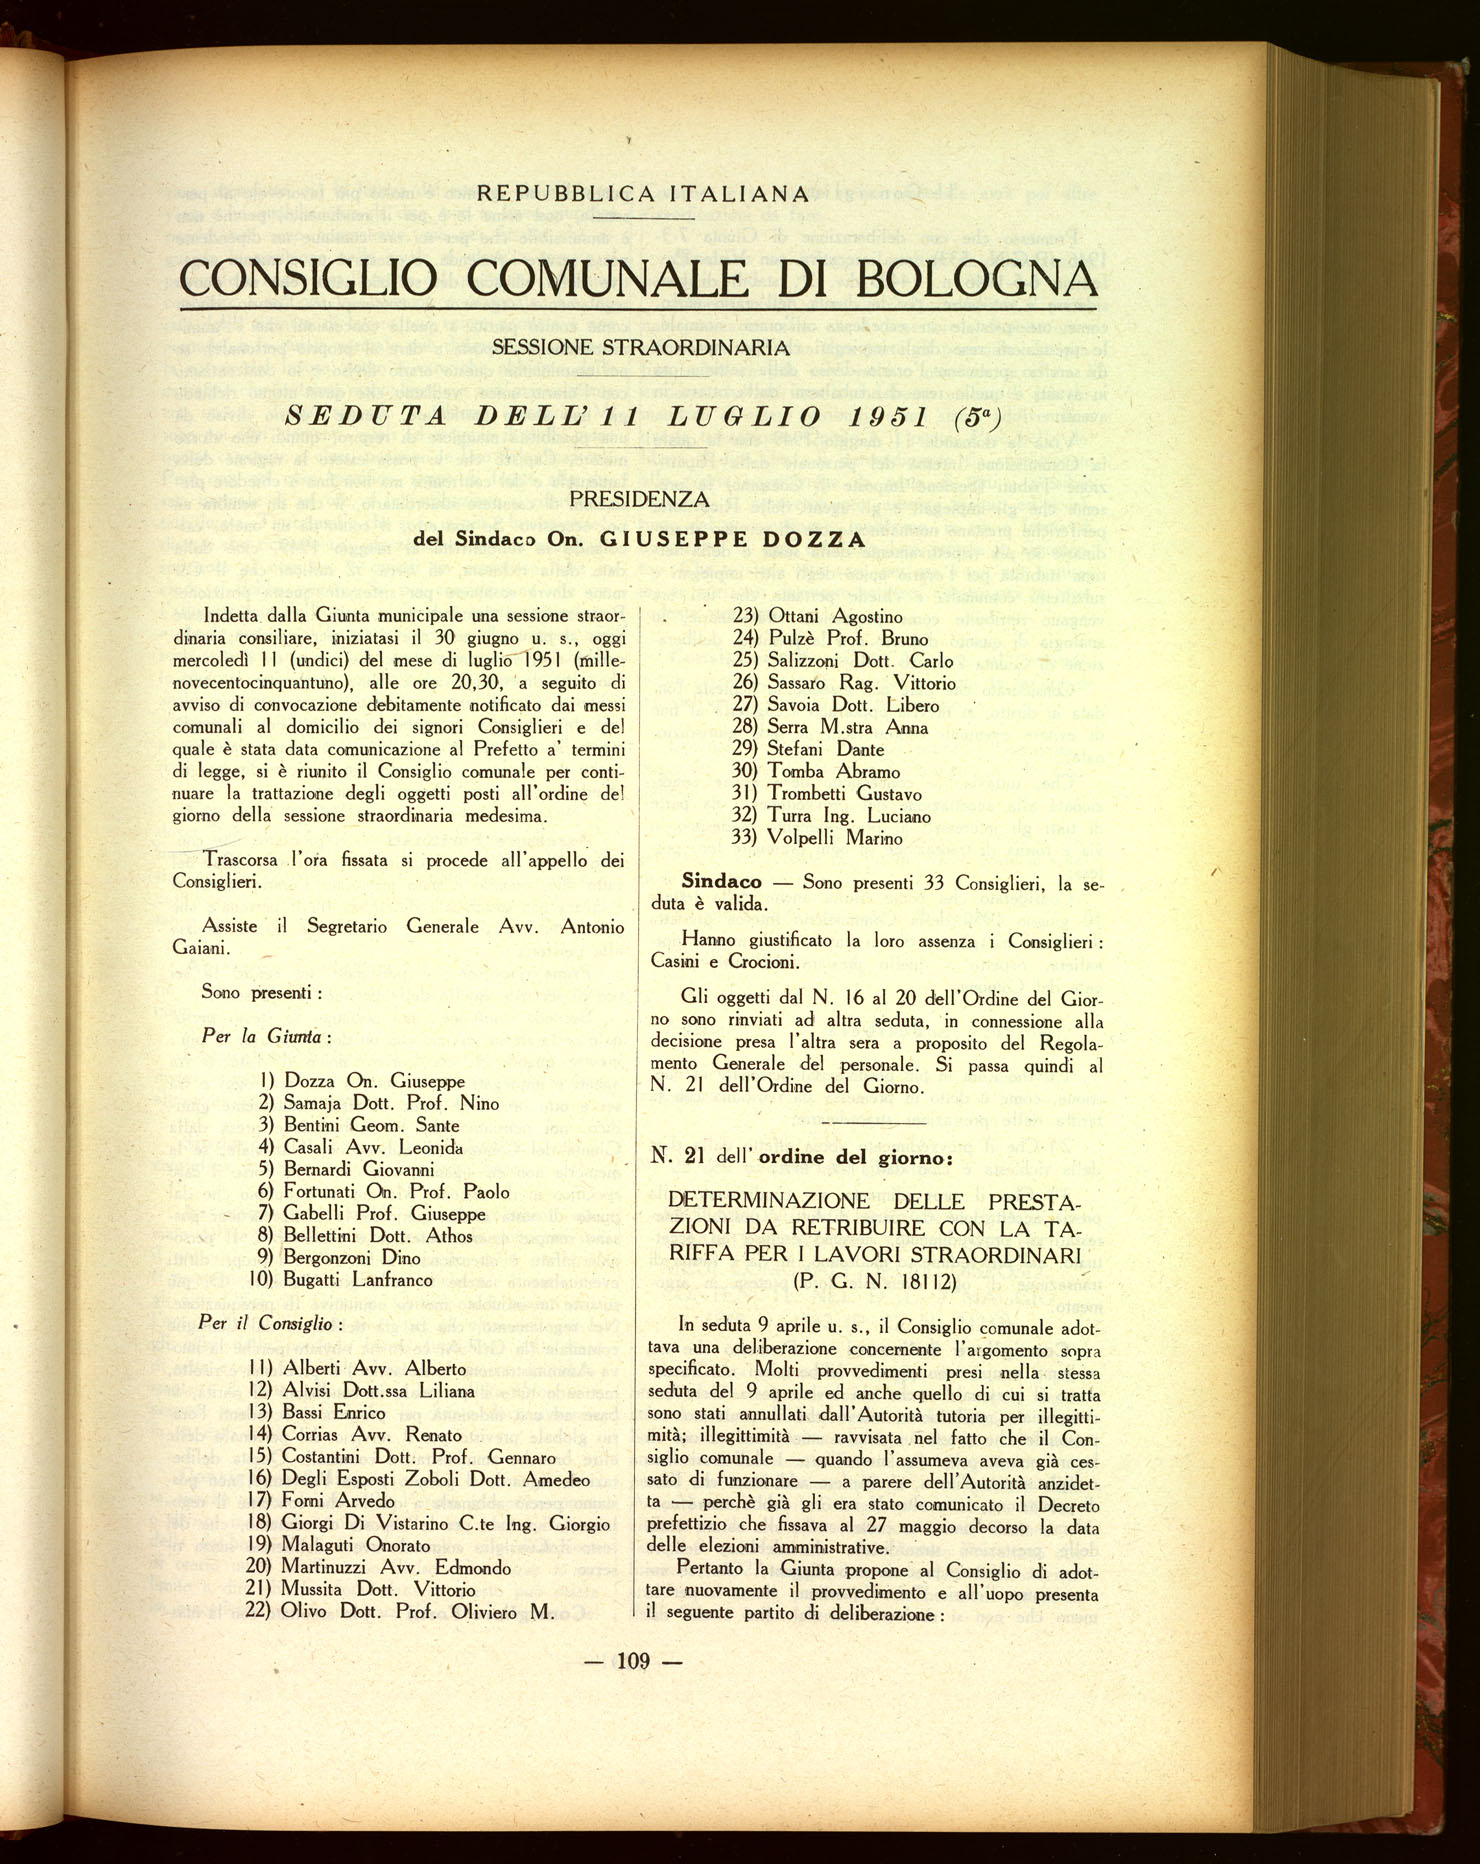 REPUBBLICA ITALIANA
CONSIGLIO COMUNALE DI BOLOGNA
SESSIONE STRAORDINARIA
SEDUTA DELL' 11 LUGLIO 1951 (5ª)
PRESIDENZA
del Sindaco On. GIUSEPPE DOZZA
Indetta dalla Giunta municipale una sessione straor-
dinaria consiliare, iniziatasi il 30 giugno u. s., oggi
mercoledì 11 (undici) del mese di luglio 1951 (mille-
novecentocinquantuno), alle ore 20,30, a seguito di
avviso di convocazione debitamente notificato dai messi
comunali al domicilio dei signori Consiglieri e del
quale è stata data comunicazione al Prefetto a' termini
di legge, si è riunito il Consiglio comunale per conti-
nuare la trattazione degli oggetti posti all'ordine del
giorno della sessione straordinaria medesima.
Trascorsa l'ora fissata si procede all'appello dei
Consiglieri.
Assiste il Segretario Generale Avv. Antonio
Gaiani.
Sono presenti :
Per la Giunta :
1) Dozza On. Giuseppe
2) Samaja Dott. Prof. Nino
3) Bentini Geom. Sante
4) Casali Avv. Leonida
5) Bernardi Giovanni
6) Fortunati On. Prof. Paolo
7) Gabelli Prof. Giuseppe
8) Bellettini Dott. Athos
9) Bergonzoni Dino
10) Bugatti Lanfranco
Per il Consiglio :
11) Alberti Avv. Alberto
12) Alvisi Dott.ssa Liliana
13) Bassi Enrico
14) Corrias Avv. Renato
15) Costantini Dott. Prof. Gennaro
16) Degli Esposti Zoboli Dott. Amedeo
17) Forni Arvedo
18) Giorgi Di Vistarino C.te Ing. Giorgio
19) Malaguti Onorato
20) Martinuzzi Avv. Edmondo
21) Mussita Dott. Vittorio
22) Olivo Dott. Prof. Oliviero M.
23) Ottani Agostino
24) Pulzè Prof. Bruno
25) Salizzoni Dott. Carlo
26) Sassaro Rag. Vittorio
27) Savoia Dott. Libero
28) Serra M.stra Anna
29) Stefani Dante
30) Tomba Abramo
31) Trombetti Gustavo
32) Turra Ing. Luciano
33) Volpelli Marino
Sindaco — Sono presenti 33 Consiglieri, la se-
duta è valida.
Hanno giustificato la loro assenza i Consiglieri :
Casini e Crocioni.
Gli oggetti dal N. 16 al 20 dell'Ordine del Gior-
no sono rinviati ad altra seduta, in connessione alla
decisione presa l'altra sera a proposito del Regola-
mento Generale del personale. Si passa quindi al
N. 21 dell'Ordine del Giorno.
N. 21 dell' ordine del giorno:
DETERMINAZIONE DELLE PRESTA-
ZIONI DA RETRIBUIRE CON LA TA-
RIFFA PER I LAVORI STRAORDINARI
(P. G. N. 18112)
In seduta 9 aprile u. s., il Consiglio comunale adot-
tava una deliberazione concernente l'argomento sopra
specificato. Molti provvedimenti presi nella stessa
seduta del 9 aprile ed anche quello di cui si tratta
sono stati annullati dall'Autorità tutoria per illegitti-
mità; illegittimità — ravvisata nel fatto che il Con-
siglio comunale — quando l'assumeva aveva già ces-
sato di funzionare — a parere dell'Autorità anzidet-
ta — perchè già gli era stato comunicato il Decreto
prefettizio che fissava al 27 maggio decorso la data
delle elezioni amministrative.
Pertanto la Giunta propone al Consiglio di adot-
tare nuovamente il provvedimento e all'uopo presenta
il seguente partito di deliberazione :
— 109 —